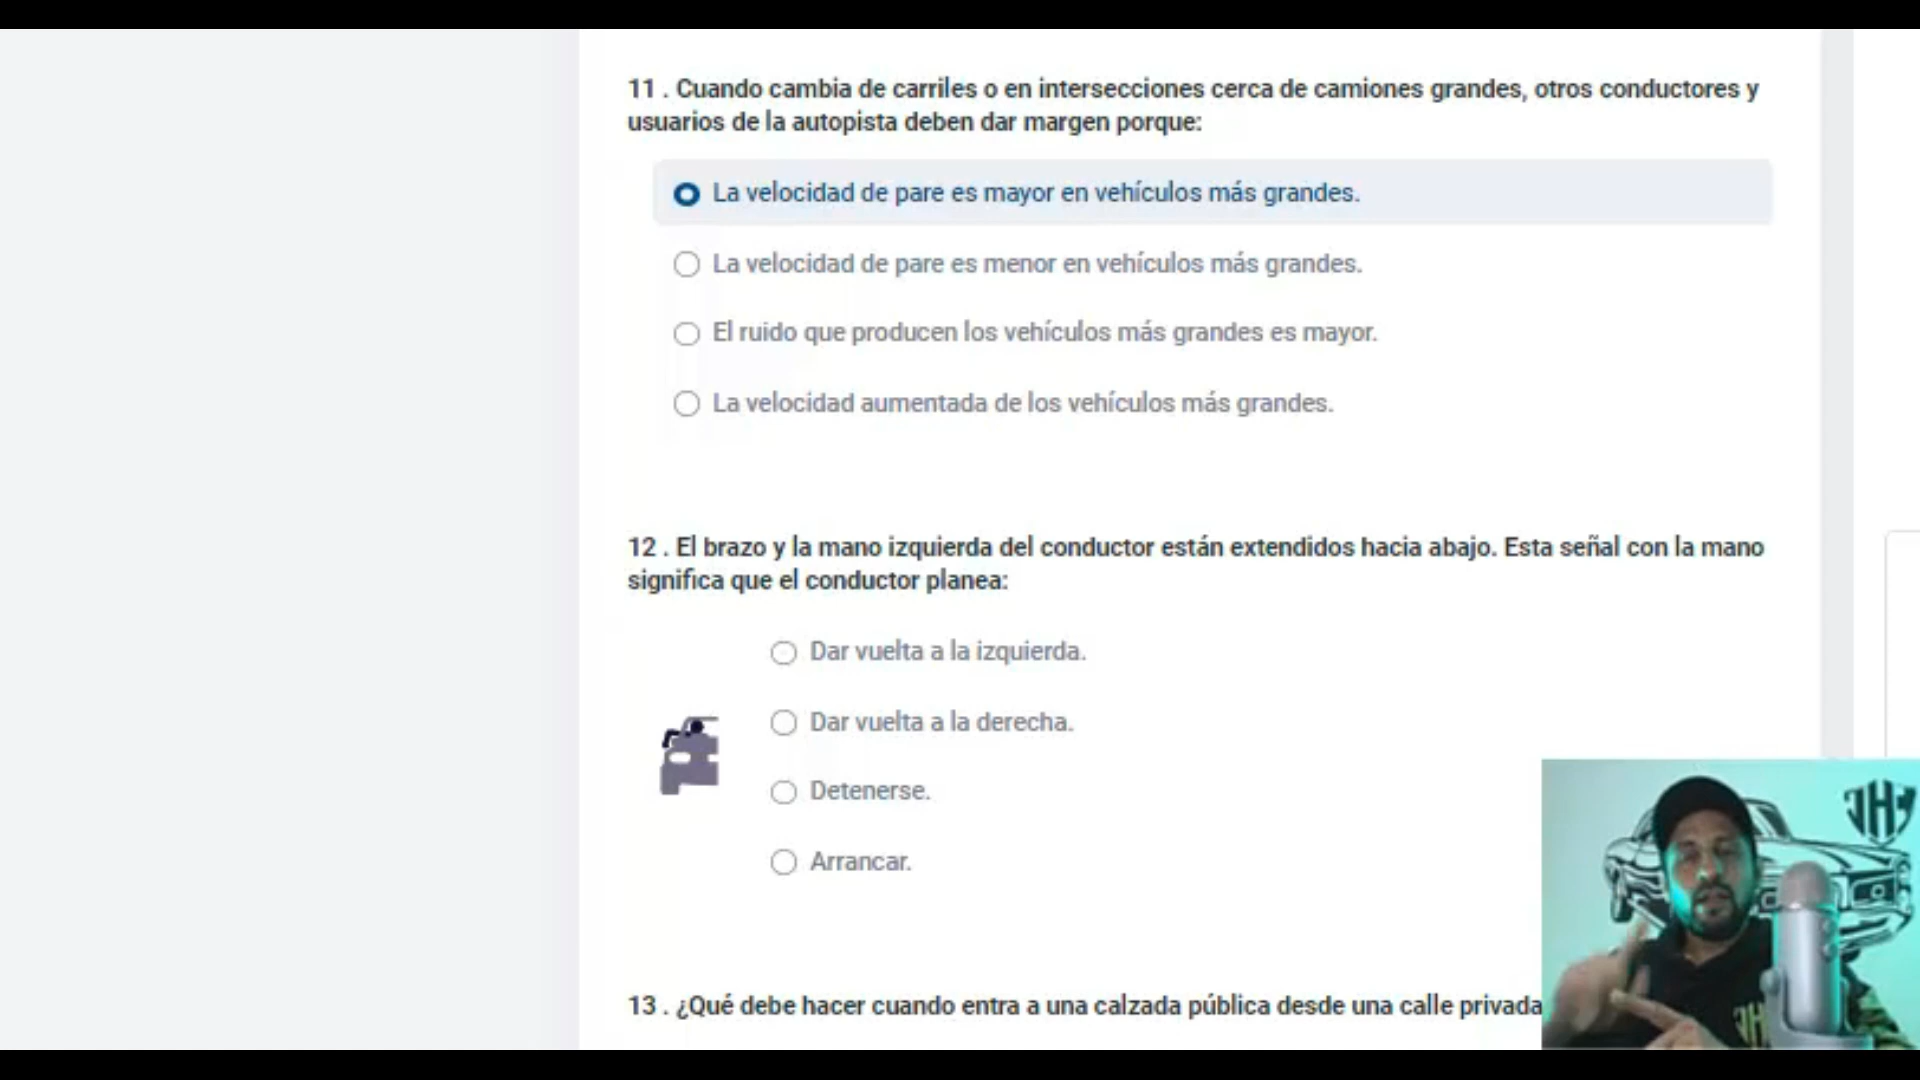 11 . Cuando cambia de carriles o en intersecciones cerca de camiones grandes, otros conductores y
usuarios de la autopista deben dar margen porque:
La velocidad de pare es mayor en vehículos más grandes.
La velocidad de pare es menor en vehículos más grandes.
El ruido que producen los vehículos más grandes es mayor.
La velocidad aumentada de los vehículos más grandes.
12 . El brazo y la mano izquierda del conductor están extendidos hacia abajo. Esta señal con la mano
significa que el conductor planea:
Dar vuelta a la izquierda.
Dar vuelta a la derecha.
Detenerse.
Arrancar.
JHS
13 . ¿Qué debe hacer cuando entra a una calzada pública desde una calle privada